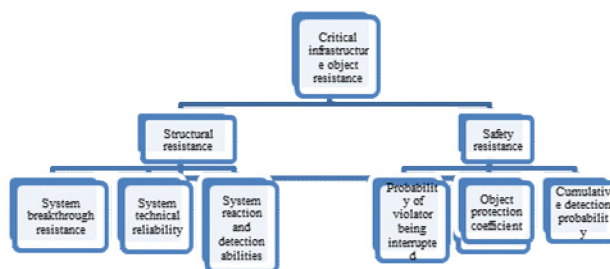 Critical
infrastructur
e object
resistance
Structural
resistance
Safety
resistance
System
breakthrough
resistance
System
technical
reliability
System
reaction
and
detection
abilities
Probabilit
y of
violator
being
interrupte
d
Object
protection
coefficient
Cumulativ
e detection
probabilit
y